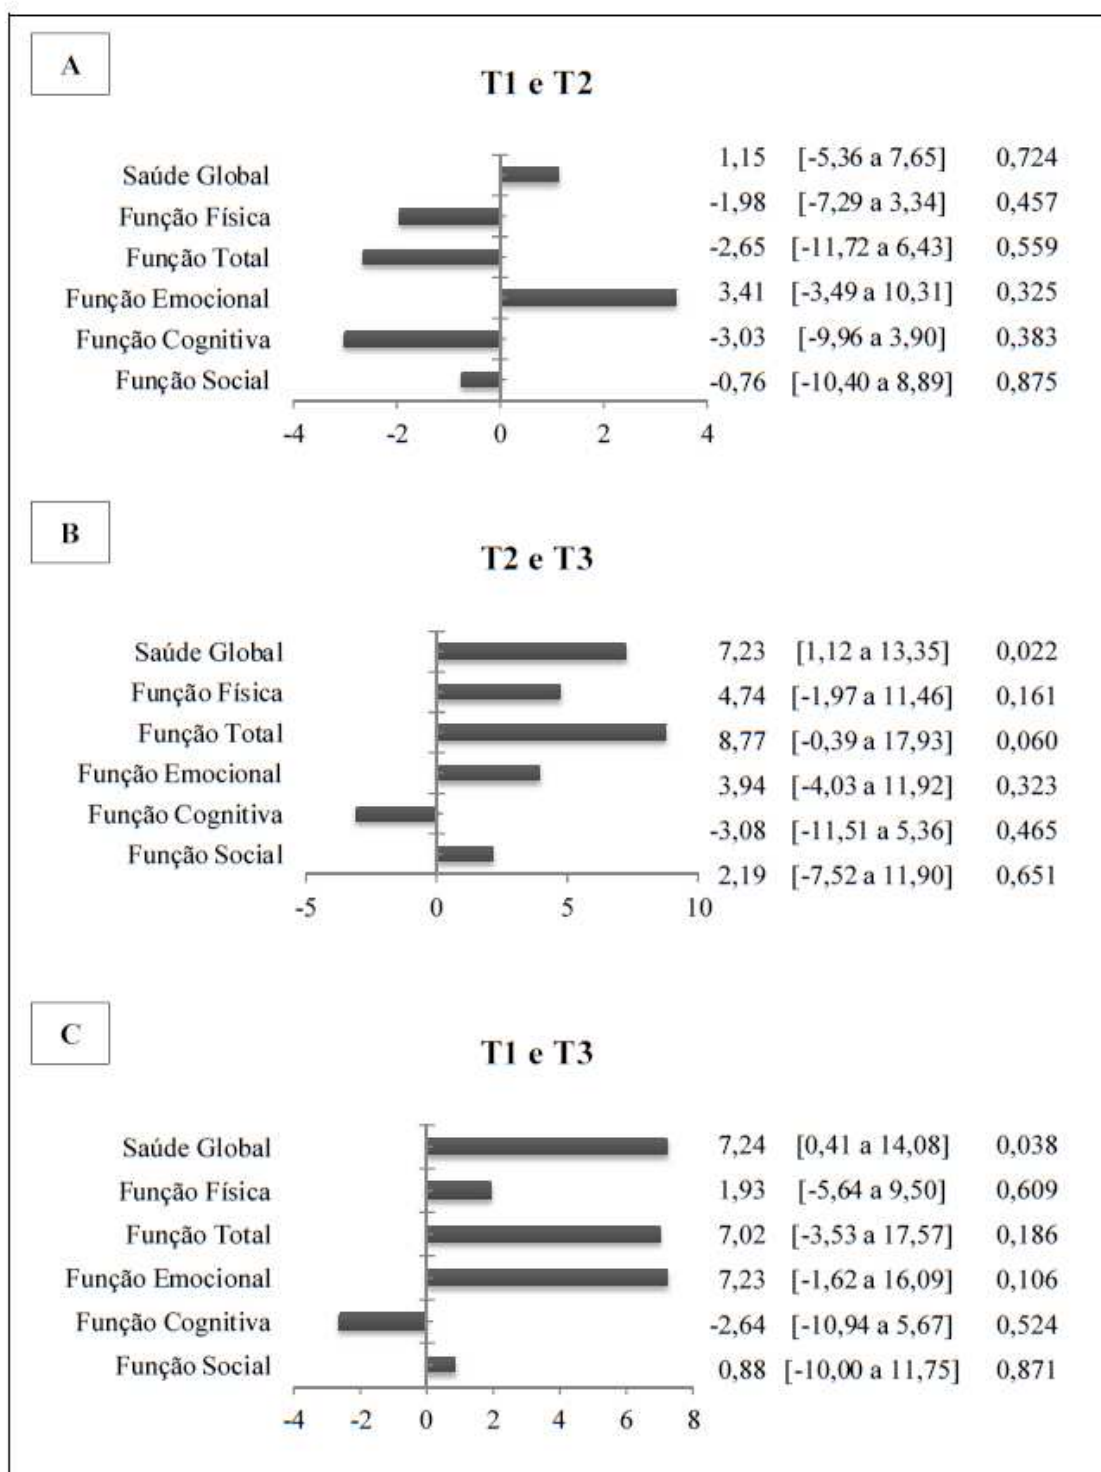 A
T1 e T2
Saúde Global 1,15 [-5,36 a 7,65] 0,724
Função Física -1,98 [-7,29 a 3,34] 0,457
Função Total -2,65 [-11,72 a 6,43] 0,559
Função Emocional 3,41 [-3,49 a 10,31] 0,325
Função Cognitiva -3,03 [-9,96 a 3,90] 0,383
Função Social -0,76 [-10,40 a 8,89] 0,875
-4 -2 0 2 4
B
T2 e T3
Saúde Global 7,23 [1,12 a 13,35] 0,022
Função Física 4,74 [-1,97 a 11,46] 0,161
Função Total 8,77 [-0,39 a 17,93] 0,060
Função Emocional 3,94 [-4,03 a 11,92] 0,323
Função Cognitiva -3,08 [-11,51 a 5,36] 0,465
Função Social 2,19 [-7,52 a 11,90] 0,651
-5 0 5 10
C
T1 e T3
Saúde Global 7,24 [0,41 a 14,08] 0,038
Função Física 1,93 [-5,64 a 9,50] 0,609
Função Total 7,02 [-3,53 a 17,57] 0,186
Função Emocional 7,23 [-1,62 a 16,09] 0,106
Função Cognitiva -2,64 [-10,94 a 5,67] 0,524
Função Social 0,88 [-10,00 a 11,75] 0,871
-4 -2 0 2 4 6 8